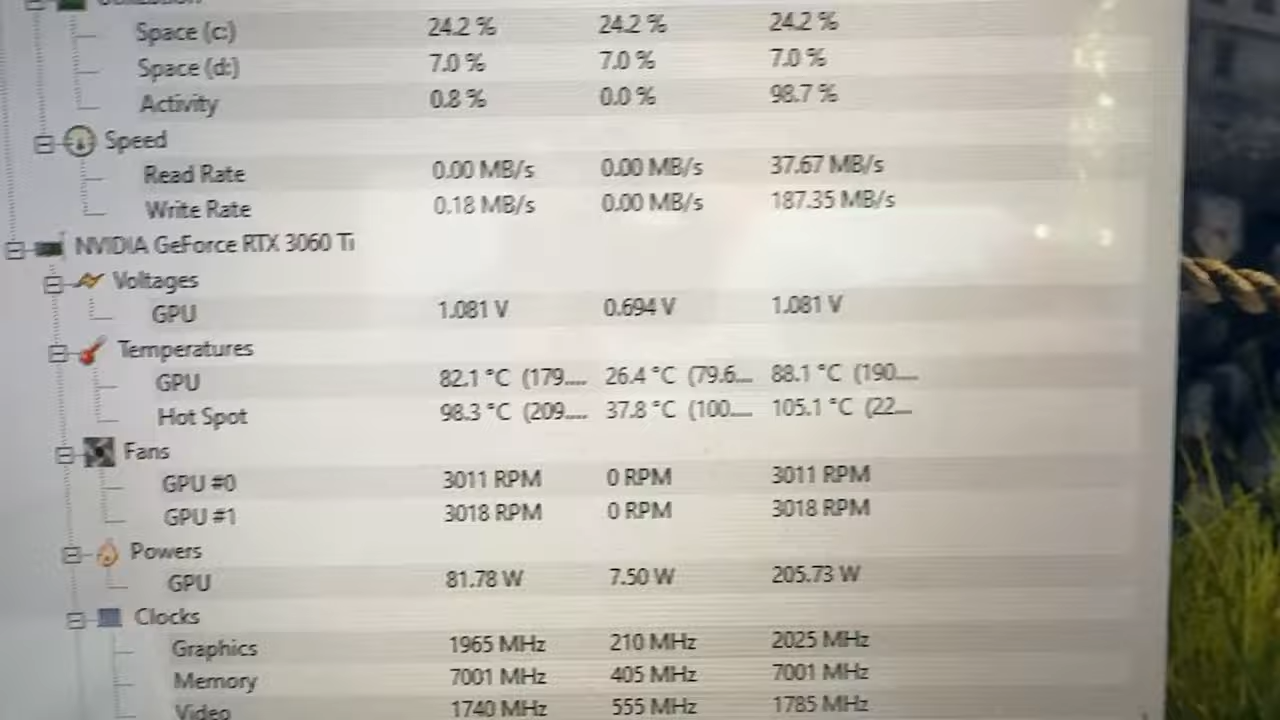 Space (c:) 24.2 % 24.2 % 24.2 %
Space (d:) 7.0 % 7.0 % 7.0 %
Activity 0.8 % 0.0 % 98.7 %
Speed
Read Rate 0.00 MB/s 0.00 MB/s 37.67 MB/s
Write Rate 0.18 MB/s 0.00 MB/s 187.35 MB/s
NVIDIA GeForce RTX 3060 Ti
Voltages
GPU 1.081 V 0.694 V 1.081 V
Temperatures
GPU 82.1 °C (179.... 26.4 °C (79.6... 88.1 °C (190....
Hot Spot 98.3 °C (209.... 37.8 °C (100.... 105.1 °C (22...
Fans
GPU #0 3011 RPM 0 RPM 3011 RPM
GPU #1 3018 RPM 0 RPM 3018 RPM
Powers
GPU 81.78 W 7.50 W 205.73 W
Clocks
Graphics 1965 MHz 210 MHz 2025 MHz
Memory 7001 MHz 405 MHz 7001 MHz
Video 1740 MHz 555 MHz 1785 MHz